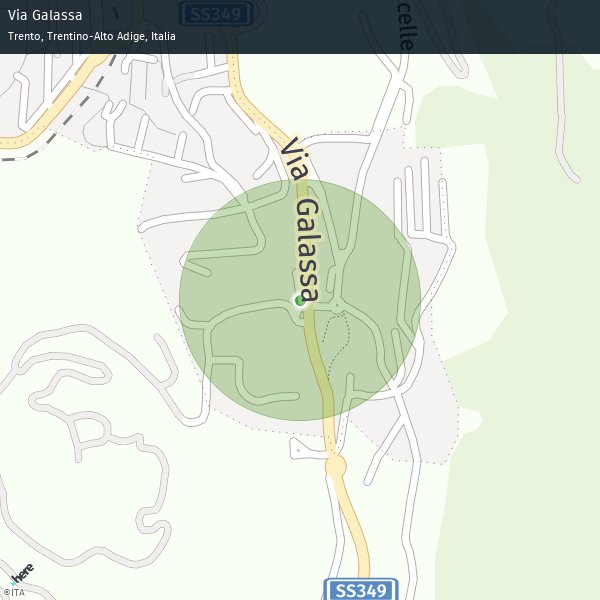 Via Galassa
Trento, Trentino-Alto Adige, Italia
SS349
celle
Via Galassa
SS349
here
©ITA